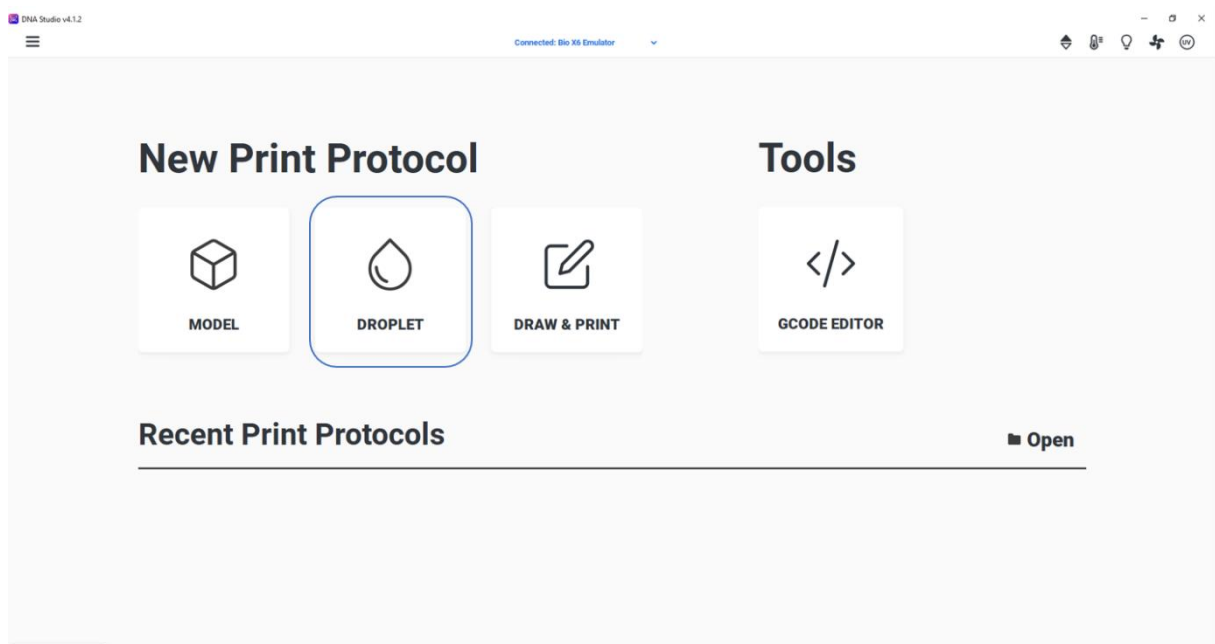 DNA Studio v4.1.2
Connected: Bio X6 Emulator
UV
New Print Protocol
Tools
MODEL
DROPLET
DRAW & PRINT
GCODE EDITOR
Recent Print Protocols
Open